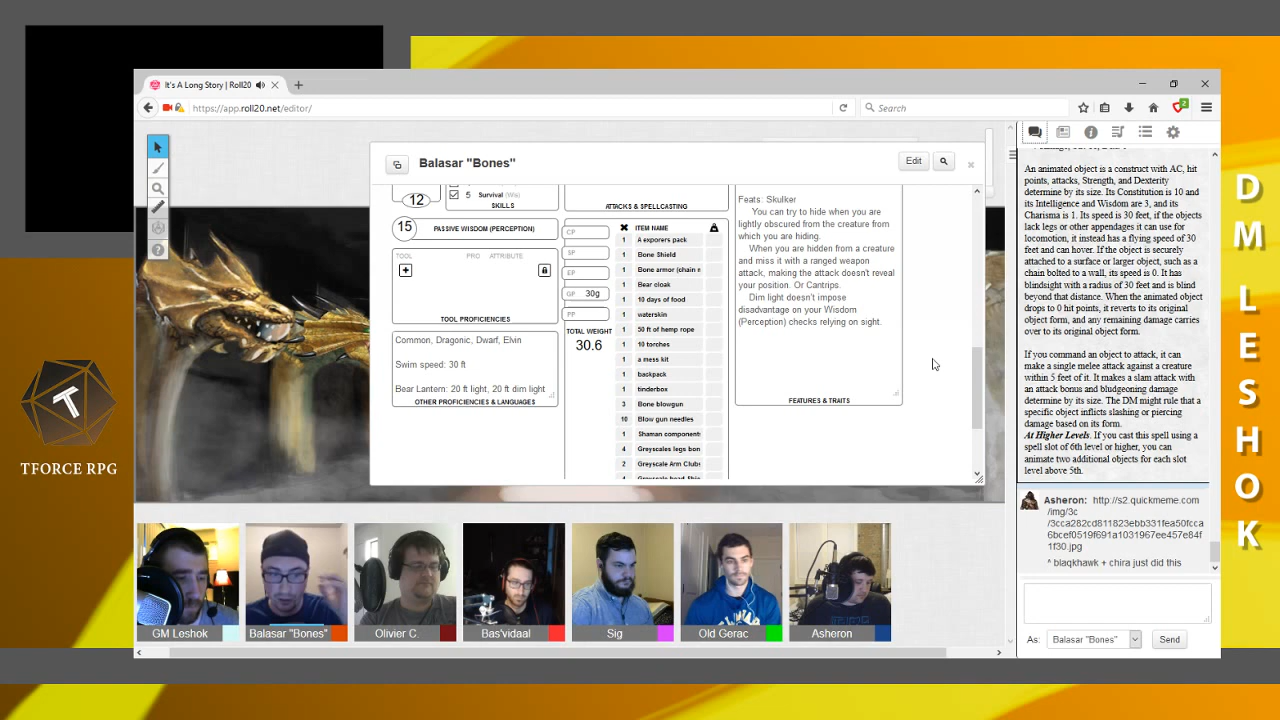 It's A Long Story | Roll20
https://app.roll20.net/editor/
Search
2
Balasar "Bones"
Edit
12
5 Survival (Wis)
SKILLS
15
PASSIVE WISDOM (PERCEPTION)
TOOL PRO ATTRIBUTE
TOOL PROFICIENCIES
Common, Dragonic, Dwarf, Elvin
Swim speed: 30 ft
Bear Lantern: 20 ft light, 20 ft dim light
OTHER PROFICIENCIES & LANGUAGES
ATTACKS & SPELLCASTING
CP
SP
EP
GP 30g
PP
TOTAL WEIGHT
30.6
ITEM NAME
1 A exporers pack
1 Bone Shield
1 Bone armor (chain
1 Bear cloak
1 10 days of food
1 waterskin
1 50 ft of hemp rope
1 10 torches
1 a mess kit
1 backpack
1 tinderbox
3 Bone blowgun
10 Blow gun needles
1 Shaman component
4 Greyscales legs bon
2 Greyscale Arm Club
Feats: Skulker
You can try to hide when you are
lightly obscured from the creature from
which you are hiding.
When you are hidden from a creature
and miss it with a ranged weapon
attack, making the attack doesn't reveal
your position. Or Cantrips.
Dim light doesn't impose
disadvantage on your Wisdom
(Perception) checks relying on sight.
FEATURES & TRAITS
An animated object is a construct with AC, hit
points, attacks, Strength, and Dexterity
determine by its size. Its Constitution is 10 and
its Intelligence and Wisdom are 3, and its
Charisma is 1. Its speed is 30 feet, if the objects
lack legs or other appendages it can use for
locomotion, it instead has a flying speed of 30
feet and can hover. If the object is securely
attached to a surface or larger object, such as a
chain bolted to a wall, its speed is 0. It has
blindsight with a radius of 30 feet and is blind
beyond that distance. When the animated object
drops to 0 hit points, it reverts to its original
object form, and any remaining damage carries
over to its original object form.
If you command an object to attack, it can
make a single melee attack against a creature
within 5 feet of it. It makes a slam attack with
an attack bonus and bludgeoning damage
determine by its size. The DM might rule that a
specific object inflicts slashing or piercing
damage based on its form.
At Higher Levels. If you cast this spell using a
spell slot of 6th level or higher, you can
animate two additional objects for each slot
level above 5th.
Asheron: http://s2.quickmeme.com
/img/3c
/3cca282cd811823ebb331fea50fcca
6bcef0519f691a1031967ee457e84f
1f30.jpg
^ blaqkhawk + chira just did this
As: Balasar "Bones"
Send
GM Leshok
Balasar "Bones"
Olivier C.
Bas'vidaal
Sig
Old Gerac
Asheron
T
TFORCE RPG
DM LESHOK